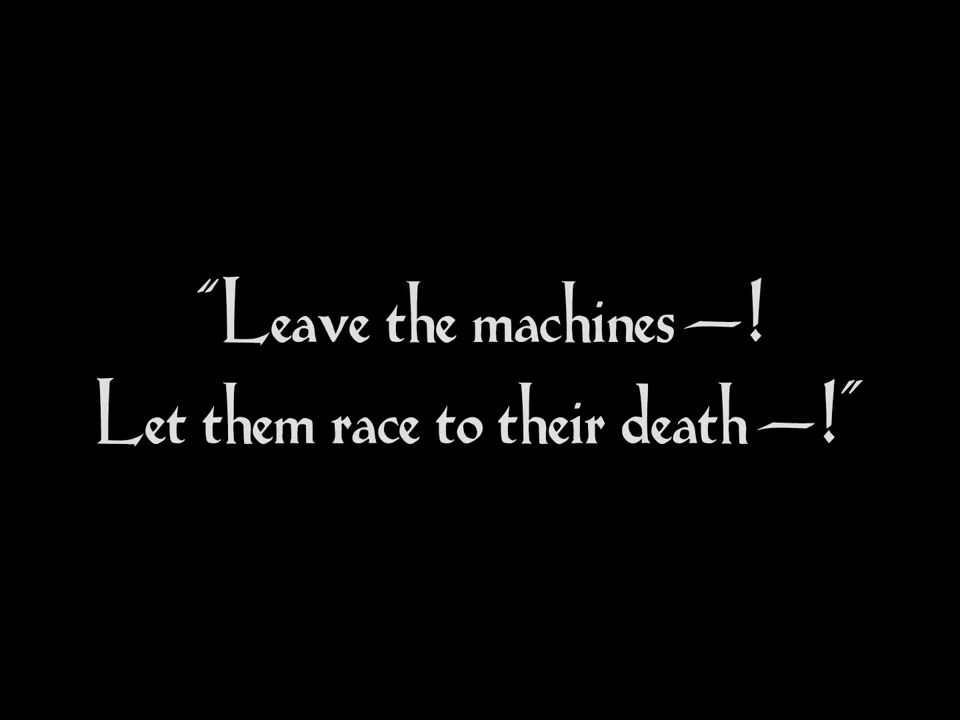 "Leave the machines—!
Let them race to their death—!"